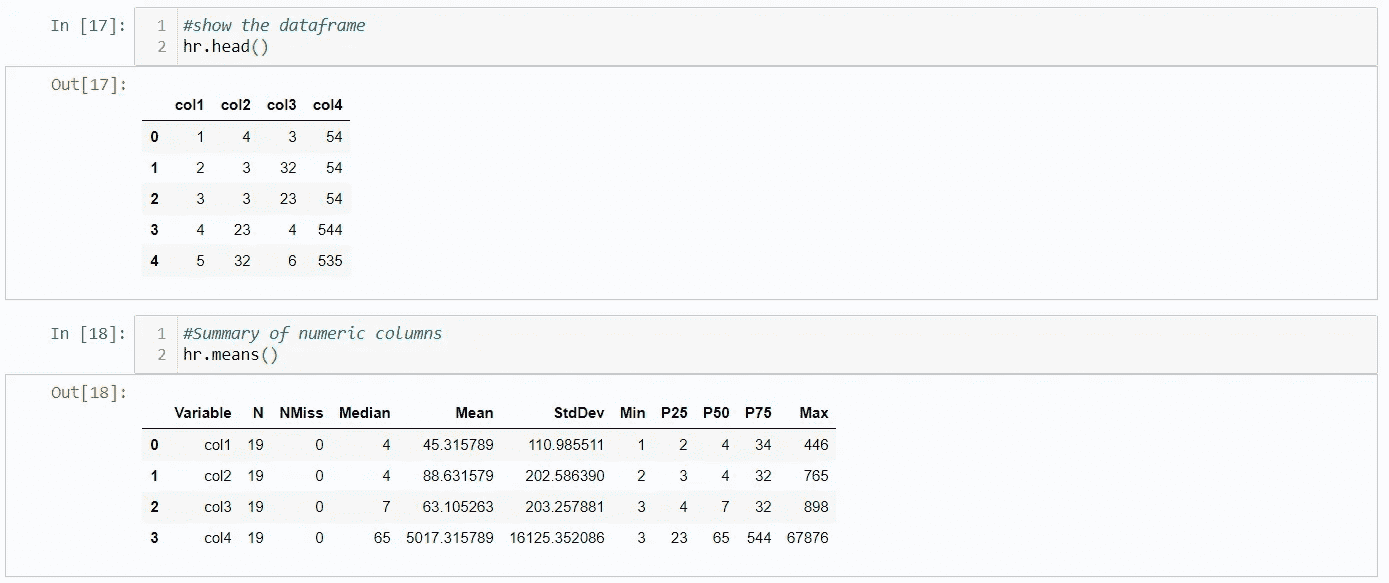 In [17]: 1 #show the dataframe
2 hr.head()
Out[17]:
col1 col2 col3 col4
0 1 4 3 54
1 2 3 32 54
2 3 3 23 54
3 4 23 4 544
4 5 32 6 535
In [18]: 1 #Summary of numeric columns
2 hr.means()
Out[18]:
Variable N NMiss Median Mean StdDev Min P25 P50 P75 Max
0 col1 19 0 4 45.315789 110.985511 1 2 4 34 446
1 col2 19 0 4 88.631579 202.586390 2 3 4 32 765
2 col3 19 0 7 63.105263 203.257881 3 4 7 32 898
3 col4 19 0 65 5017.315789 16125.352086 3 23 65 544 67876